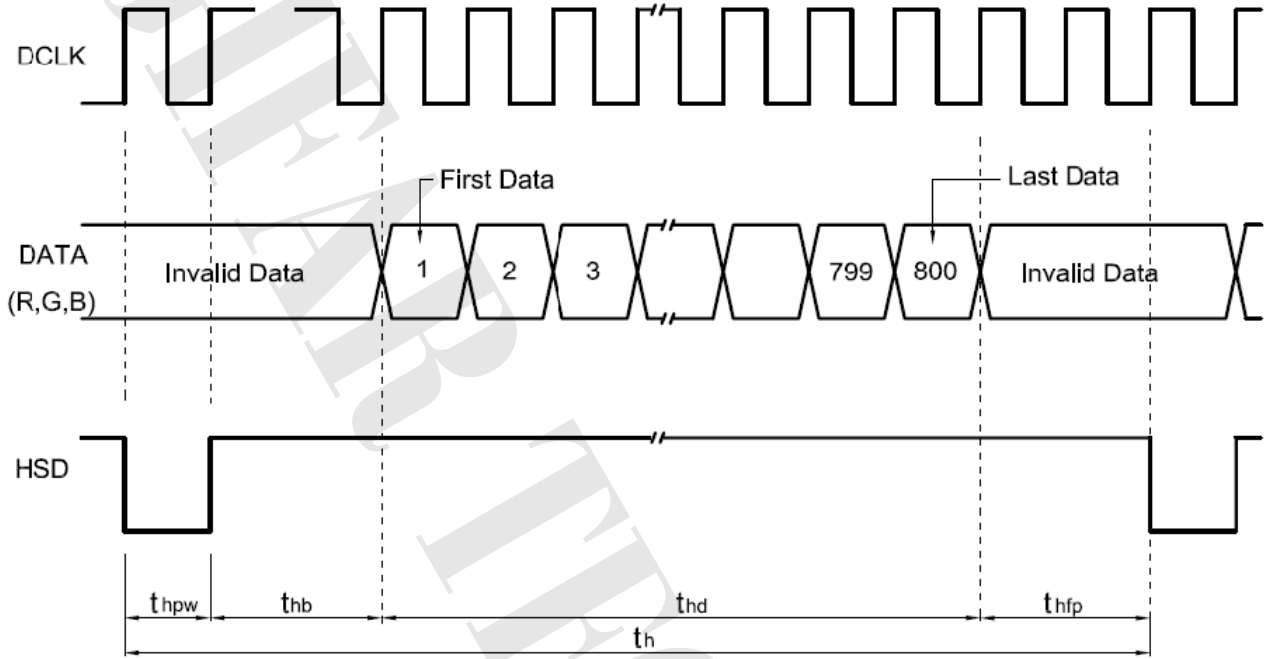 DCLK
First Data
Last Data
DATA
(R,G,B)
Invalid Data
1
2
3
799
800
Invalid Data
HSD
thpw
thb
thd
thfp
th